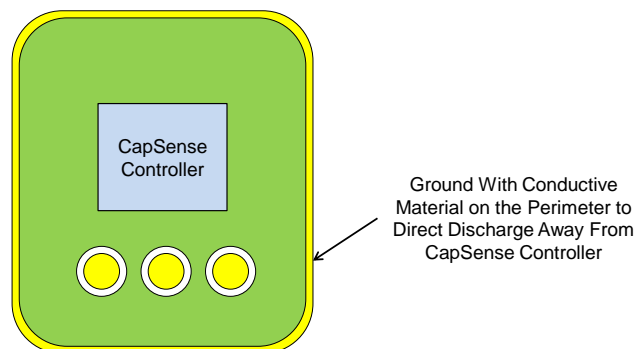 CapSense
Controller
Ground With Conductive
Material on the Perimeter to
Direct Discharge Away From
CapSense Controller